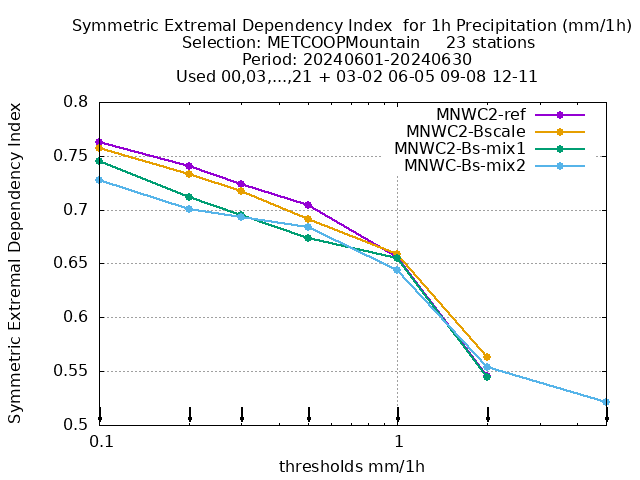 Symmetric Extremal Dependency Index  for 1h Precipitation (mm/1h)
Selection: METCOOPMountain     23 stations
Period: 20240601-20240630
Used 00,03,...,21 + 03-02 06-05 09-08 12-11
Symmetric Extremal Dependency Index
0.8
0.75
0.7
0.65
0.6
0.55
0.5
MNWC2-ref
MNWC2-Bscale
MNWC2-Bs-mix1
MNWC-Bs-mix2
0.1
1
thresholds mm/1h